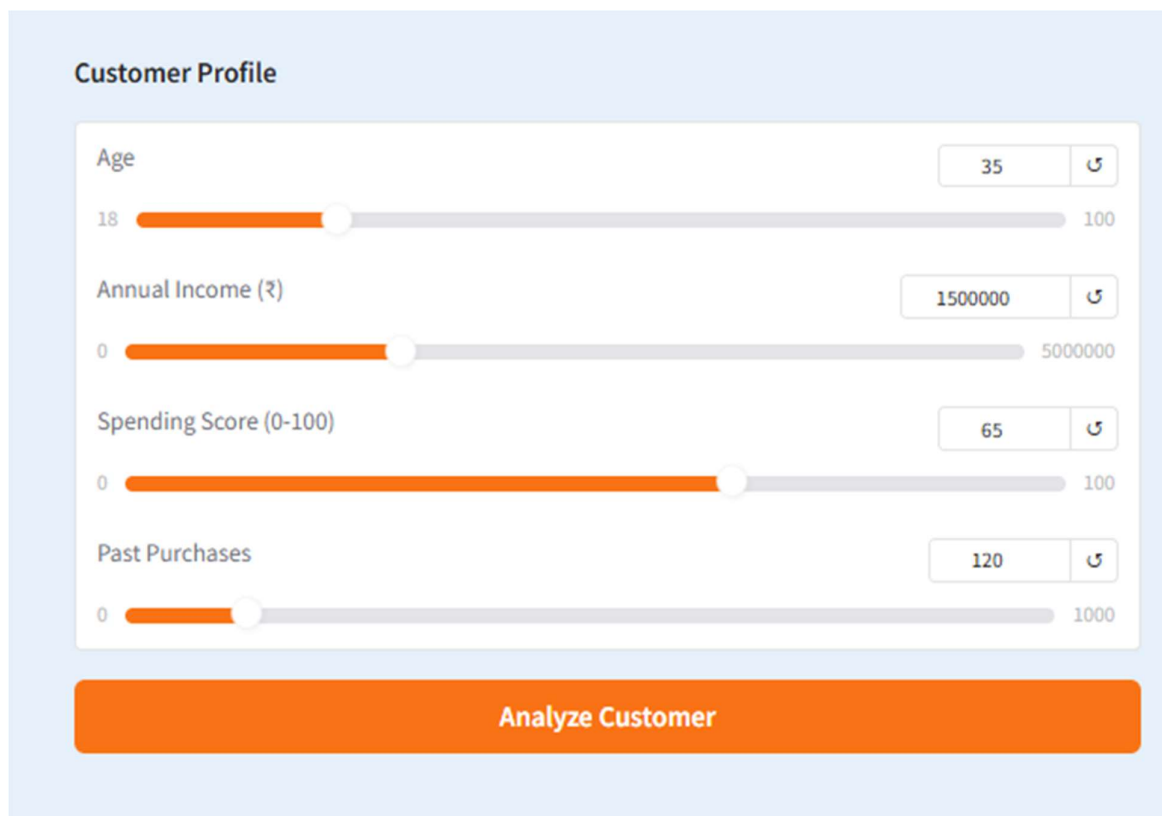 Customer Profile
Age
35 ↺
18 100
Annual Income (₹)
1500000 ↺
0 5000000
Spending Score (0-100)
65 ↺
0 100
Past Purchases
120 ↺
0 1000
Analyze Customer